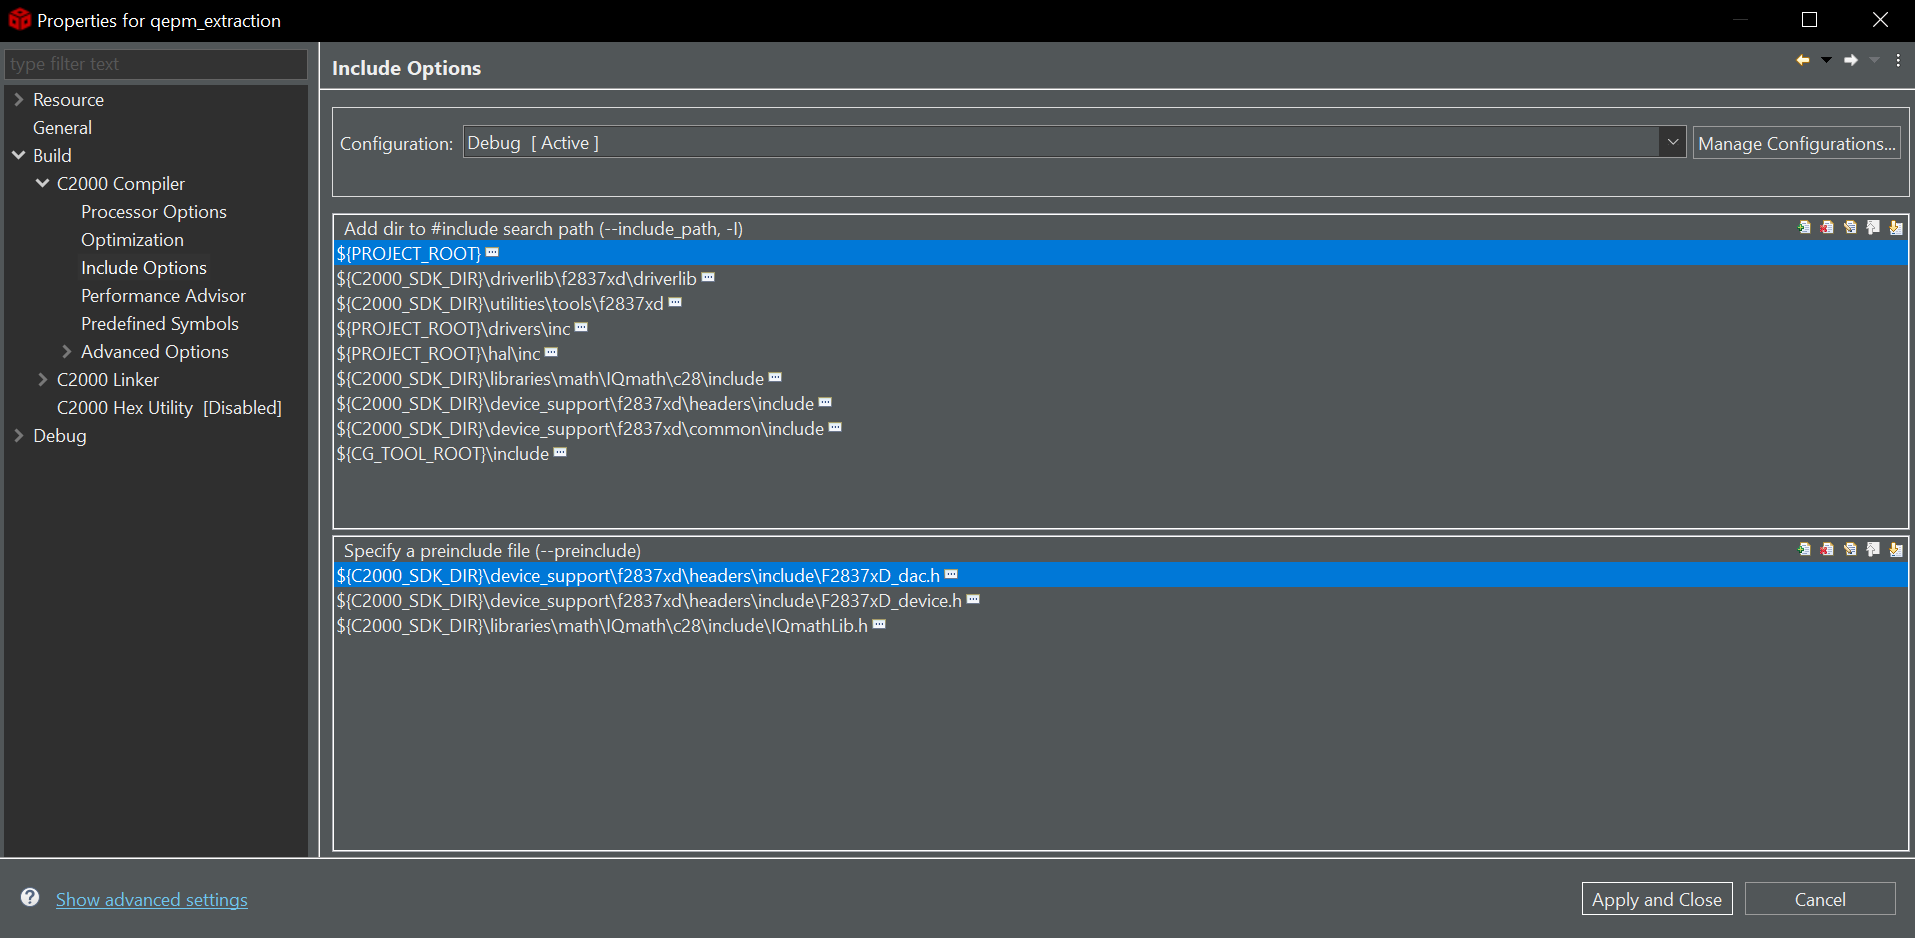 Properties for qepm_extraction
type filter text
Resource
General
Build
C2000 Compiler
Processor Options
Optimization
Include Options
Performance Advisor
Predefined Symbols
Advanced Options
C2000 Linker
C2000 Hex Utility [Disabled]
Debug
Include Options
Configuration: Debug [ Active ] Manage Configurations...
Add dir to #include search path (--include_path, -I)
${PROJECT_ROOT}
${C2000_SDK_DIR}\driverlib\f2837xd\driverlib
${C2000_SDK_DIR}\utilities\tools\f2837xd
${PROJECT_ROOT}\drivers\inc
${PROJECT_ROOT}\hal\inc
${C2000_SDK_DIR}\libraries\math\IQmath\c28\include
${C2000_SDK_DIR}\device_support\f2837xd\headers\include
${C2000_SDK_DIR}\device_support\f2837xd\common\include
${CG_TOOL_ROOT}\include
Specify a preinclude file (--preinclude)
${C2000_SDK_DIR}\device_support\f2837xd\headers\include\F2837xD_dac.h
${C2000_SDK_DIR}\device_support\f2837xd\headers\include\F2837xD_device.h
${C2000_SDK_DIR}\libraries\math\IQmath\c28\include\IQmathLib.h
Show advanced settings
Apply and Close
Cancel